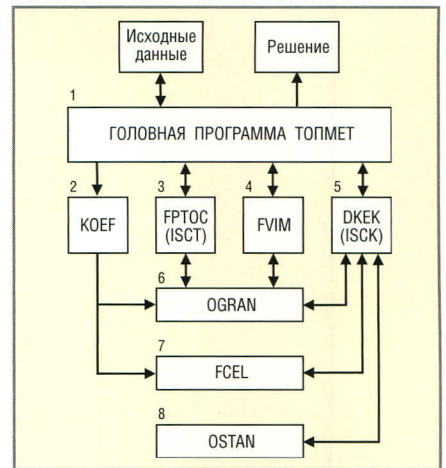 Исходные
данные
Решение
1
ГОЛОВНАЯ ПРОГРАММА ТОПМЕТ
2
3
4
5
KOEF
FPTOC
(ISCT)
FVIM
DKEK
(ISCK)
6
OGRAN
7
FCEL
8
OSTAN